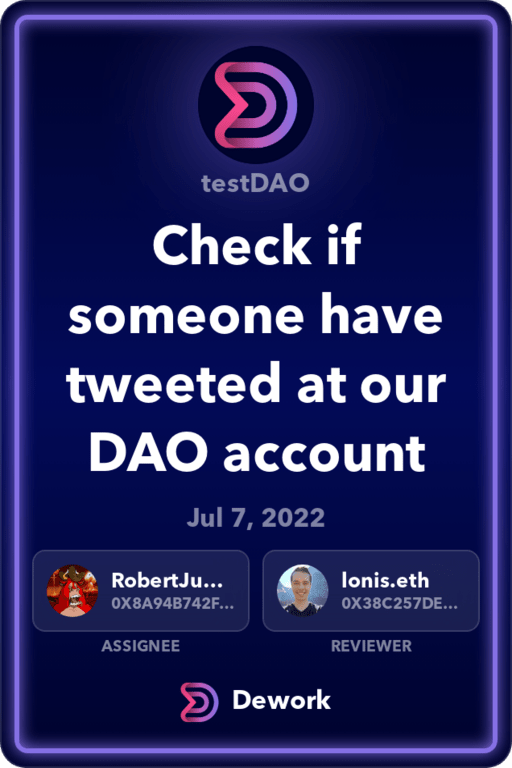 testDAO
Check if
someone have
tweeted at our
DAO account
Jul 7, 2022
RobertJu...
0X8A94B742F...
ASSIGNEE
lonis.eth
0X38C257DE...
REVIEWER
Dework